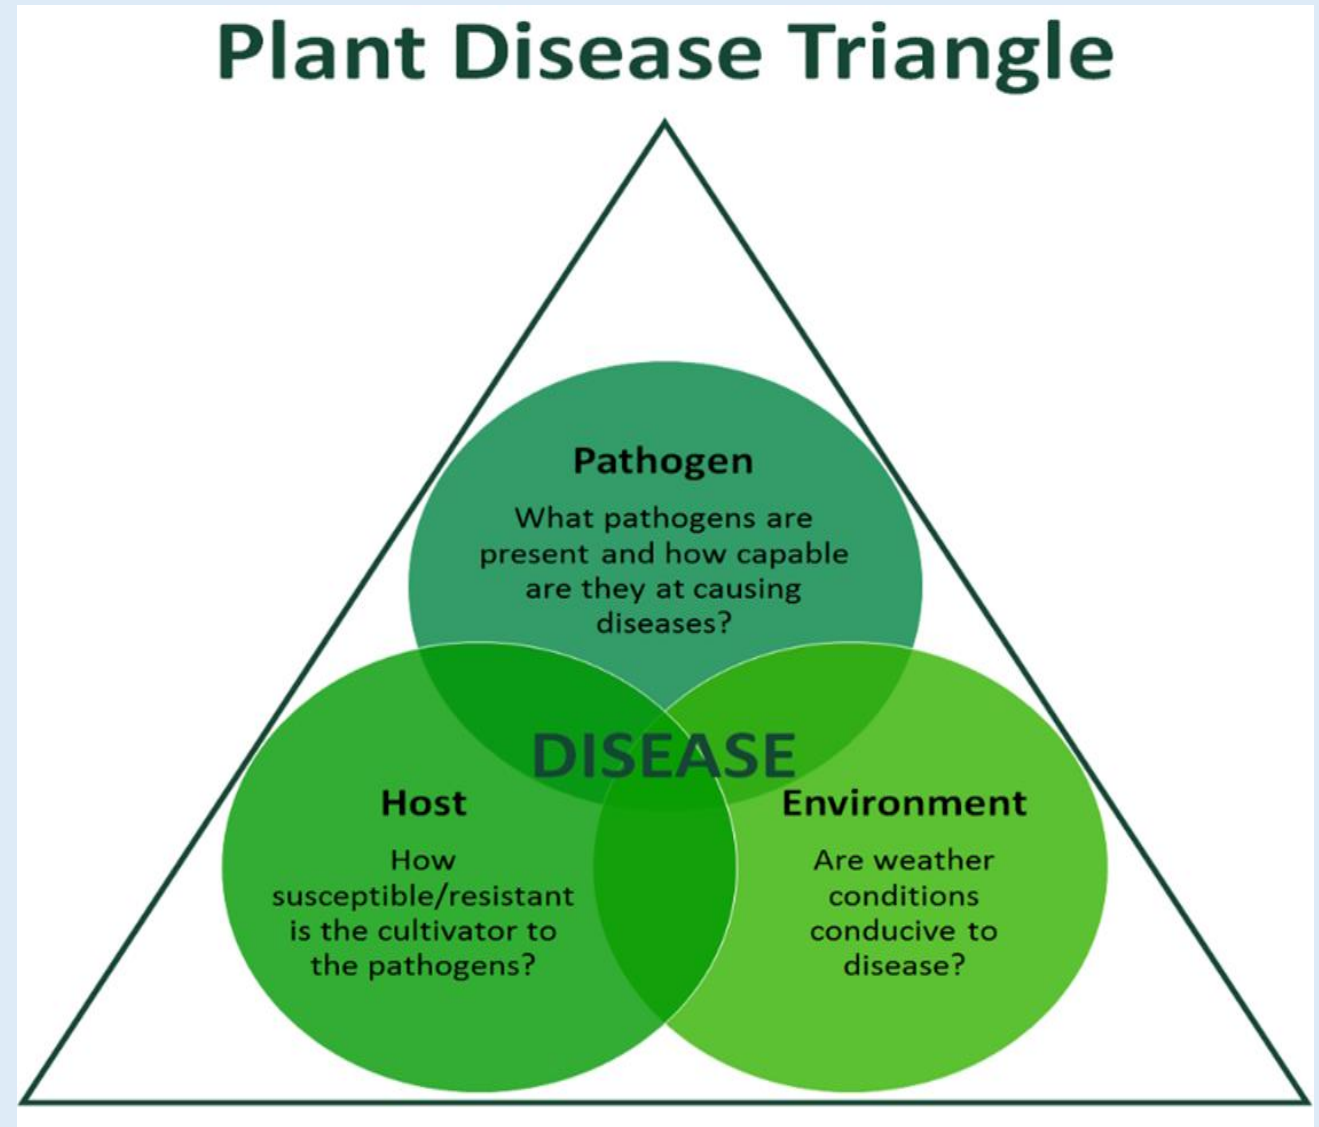 Plant Disease Triangle
Pathogen
What pathogens are
present and how capable
are they at causing
diseases?
DISEASE
Host
How
susceptible/resistant
is the cultivator to
the pathogens?
Environment
Are weather
conditions
conducive to
disease?